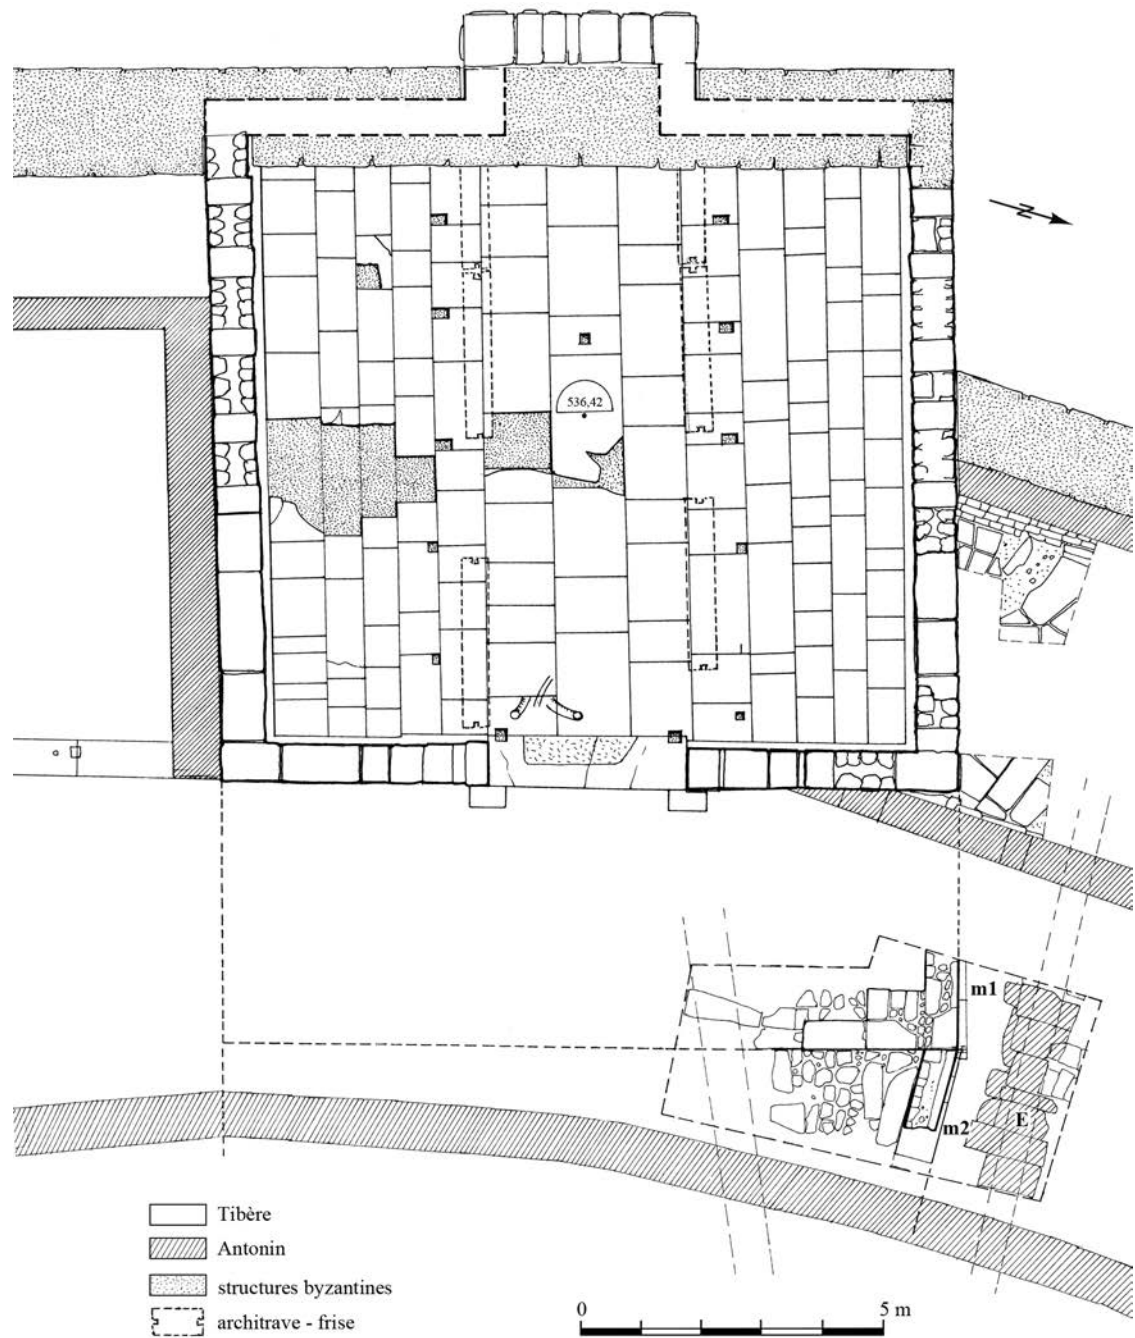 N
536,42
m1
m2
E
Tibère
Antonin
structures byzantines
architrave - frise
0 5 m